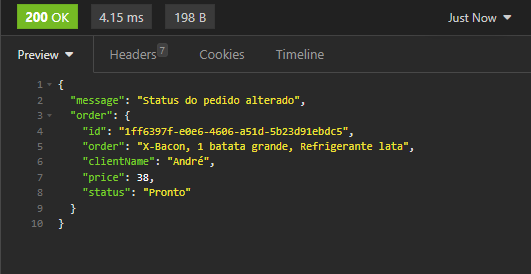 200 OK 4.15 ms 198 B Just Now
Preview Headers 7 Cookies Timeline
1 {
2 "message": "Status do pedido alterado",
3 "order": {
4 "id": "1ff6397f-e0e6-4606-a51d-5b23d91ebdc5",
5 "order": "X-Bacon, 1 batata grande, Refrigerante lata",
6 "clientName": "André",
7 "price": 38,
8 "status": "Pronto"
9 }
10 }